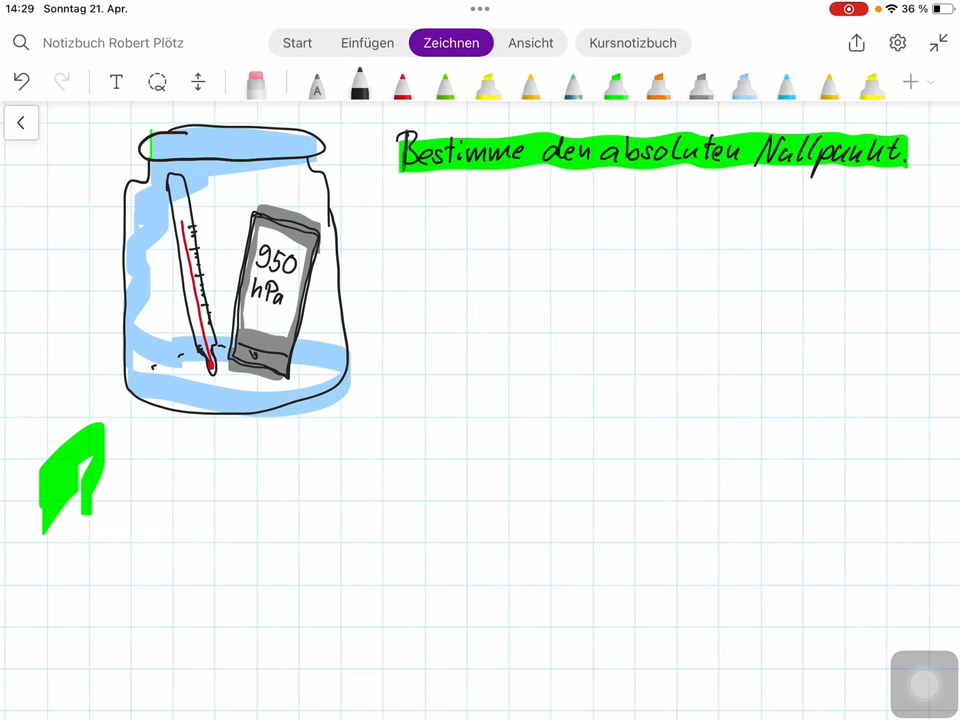 14:29 Sonntag 21. Apr.
36 %
Notizbuch Robert Plötz
Start Einfügen Zeichnen Ansicht Kursnotizbuch
T
A
Bestimme den absoluten Nullpunkt.
950
hPa